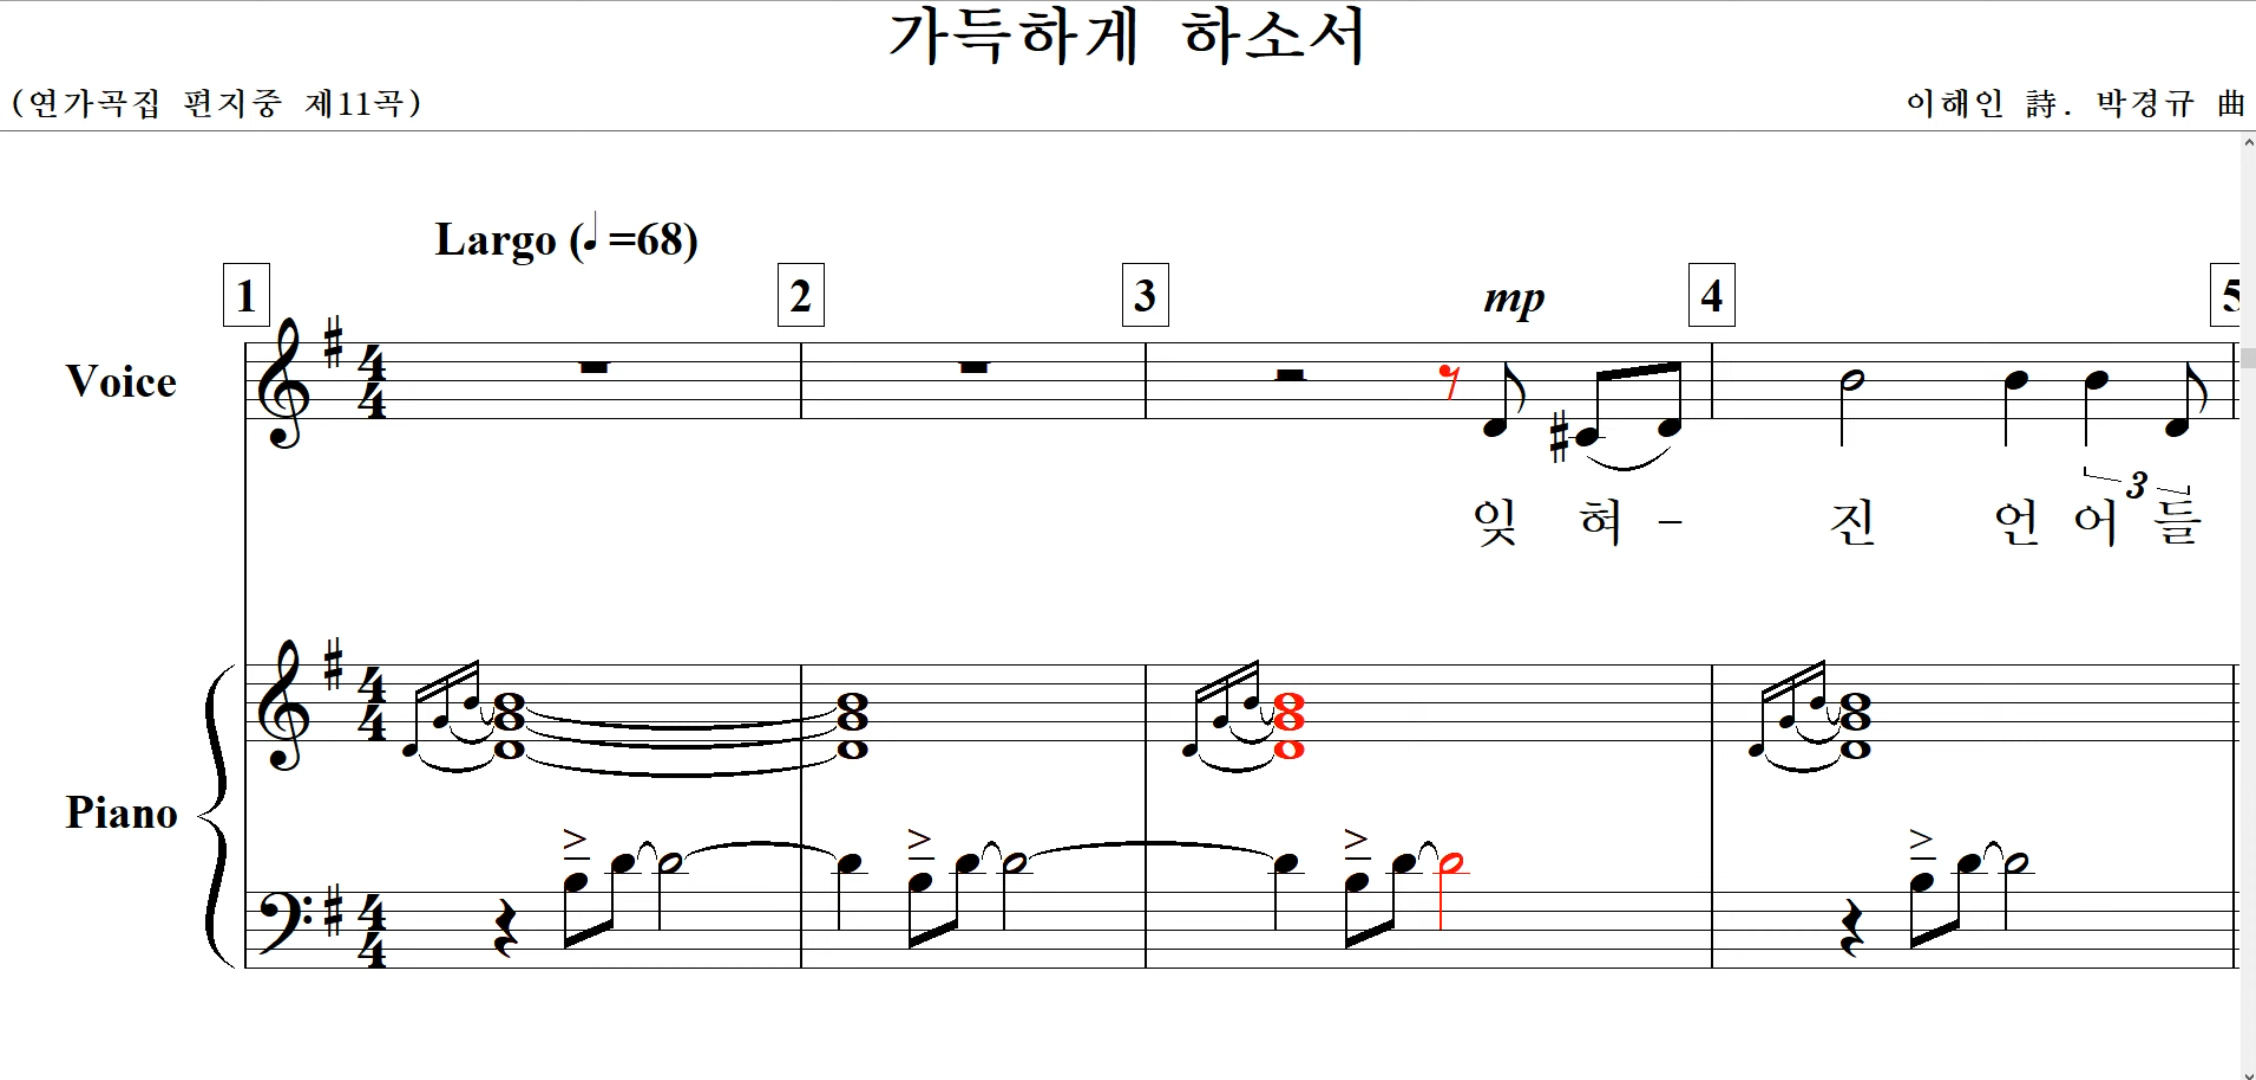 가득하게 하소서
(연가곡집 편지중 제11곡)
이해인 詩. 박경규 曲
Largo (♩=68)
1 2 3 mp 4 5
Voice
3
잊 혀 - 진 언 어 들
Piano